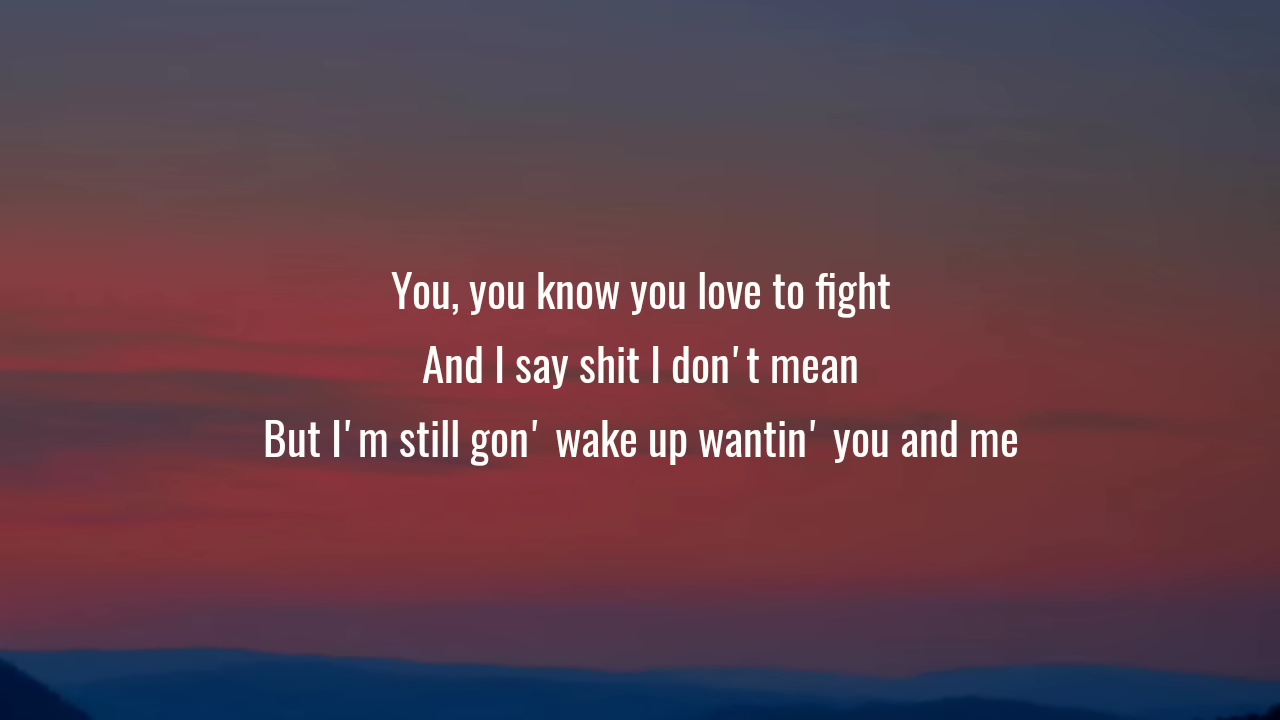 You, you know you love to fight
And I say shit I don't mean
But I'm still gon' wake up wantin' you and me